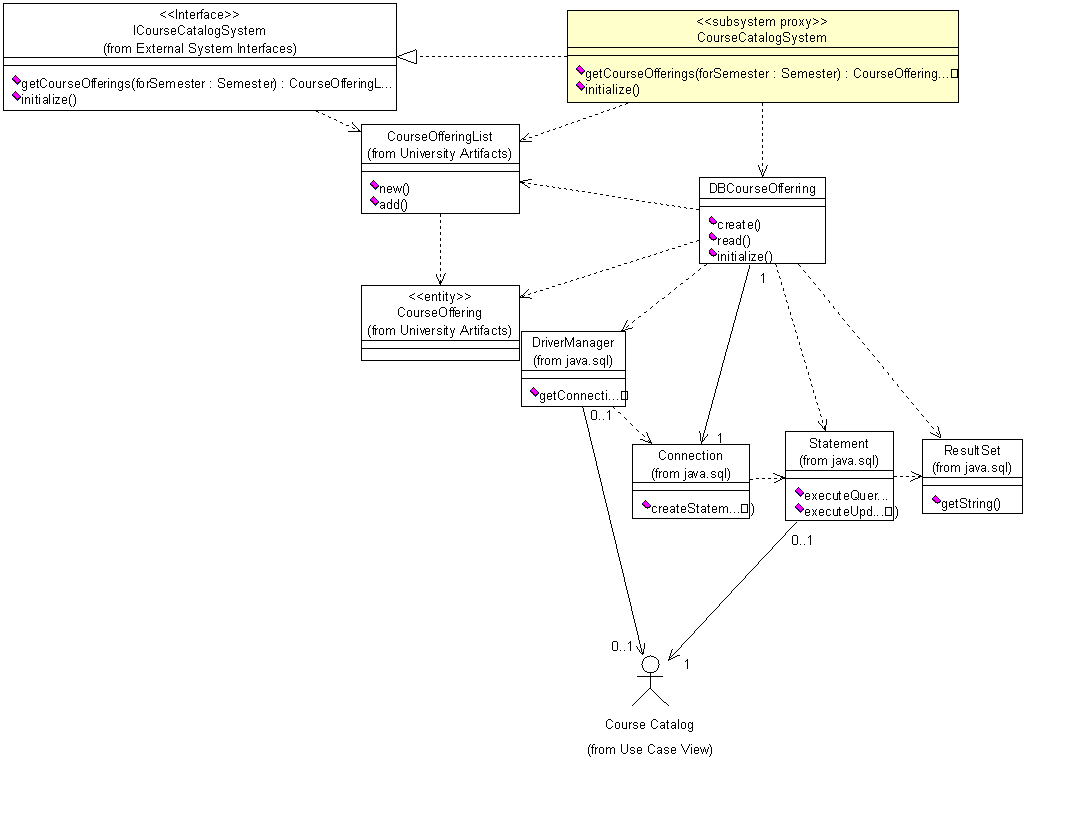 <<Interface>>
ICourseCatalogSystem
(from External System Interfaces)
getCourseOfferings(forSemester : Semester) : CourseOfferingL...
initialize()
<<subsystem proxy>>
CourseCatalogSystem
getCourseOfferings(forSemester : Semester) : CourseOffering...
initialize()
CourseOfferingList
(from University Artifacts)
new()
add()
DBCourseOfferring
create()
read()
initialize()
1
<<entity>>
CourseOffering
(from University Artifacts)
DriverManager
(from java.sql)
getConnecti...
0..1
1
Connection
(from java.sql)
createStatem...)
Statement
(from java.sql)
executeQuer...
executeUpd...)
ResultSet
(from java.sql)
getString()
0..1
0..1
1
Course Catalog
(from Use Case View)